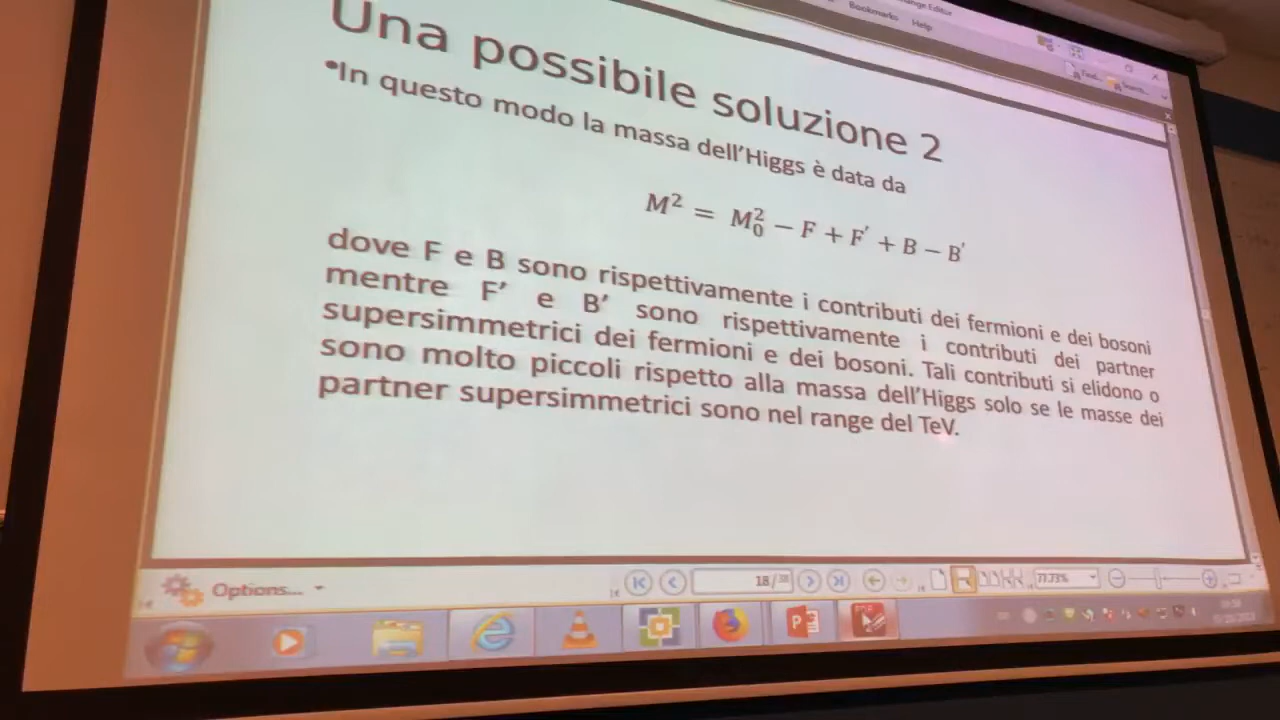 Bookmarks Help
Una possibile soluzione 2
•In questo modo la massa dell'Higgs è data da
M² = M₀² − F + F′ + B − B′
dove F e B sono rispettivamente i contributi dei fermioni e dei bosoni
mentre F′ e B′ sono rispettivamente i contributi dei partner
supersimmetrici dei fermioni e dei bosoni. Tali contributi si elidono o
sono molto piccoli rispetto alla massa dell'Higgs solo se le masse dei
partner supersimmetrici sono nel range del TeV.
Options...
18 /
77.73%